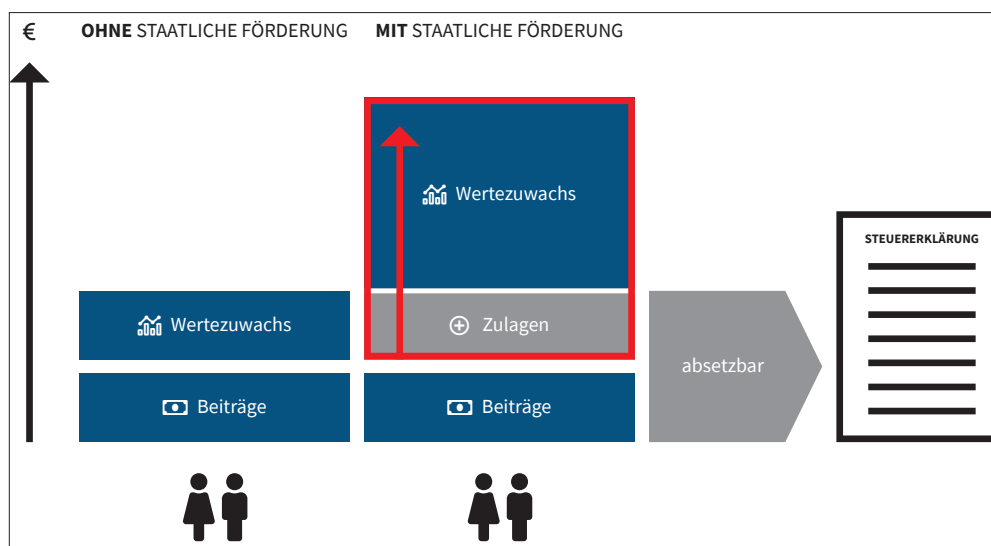 €
OHNE STAATLICHE FÖRDERUNG
MIT STAATLICHE FÖRDERUNG
Wertezuwachs
Beiträge
Wertezuwachs
Zulagen
Beiträge
absetzbar
STEUERERKLÄRUNG